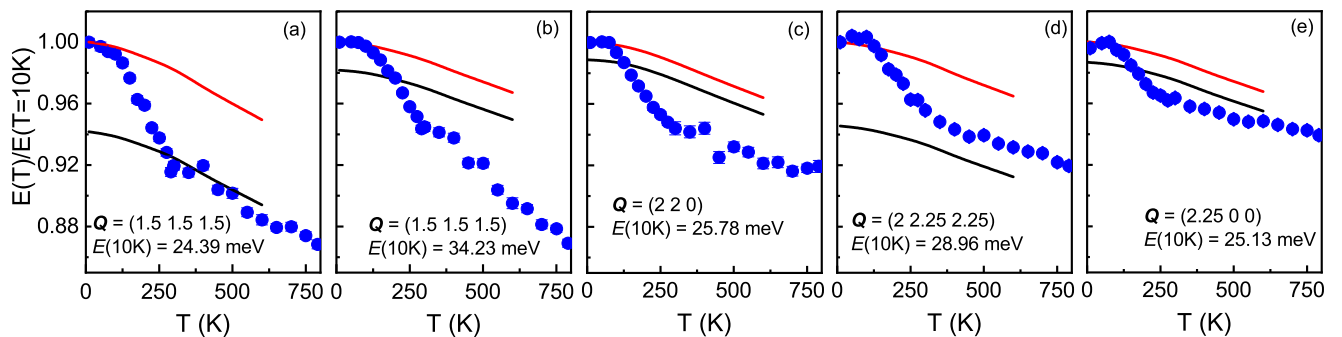 (a) (b) (c) (d) (e)
E(T)/E(T=10K)
1.00
0.96
0.92
0.88
Q = (1.5 1.5 1.5)
E(10K) = 24.39 meV
Q = (1.5 1.5 1.5)
E(10K) = 34.23 meV
Q = (2 2 0)
E(10K) = 25.78 meV
Q = (2 2.25 2.25)
E(10K) = 28.96 meV
Q = (2.25 0 0)
E(10K) = 25.13 meV
0 250 500 750 0 250 500 750 0 250 500 750 0 250 500 750 0 250 500 750
T (K) T (K) T (K) T (K) T (K)